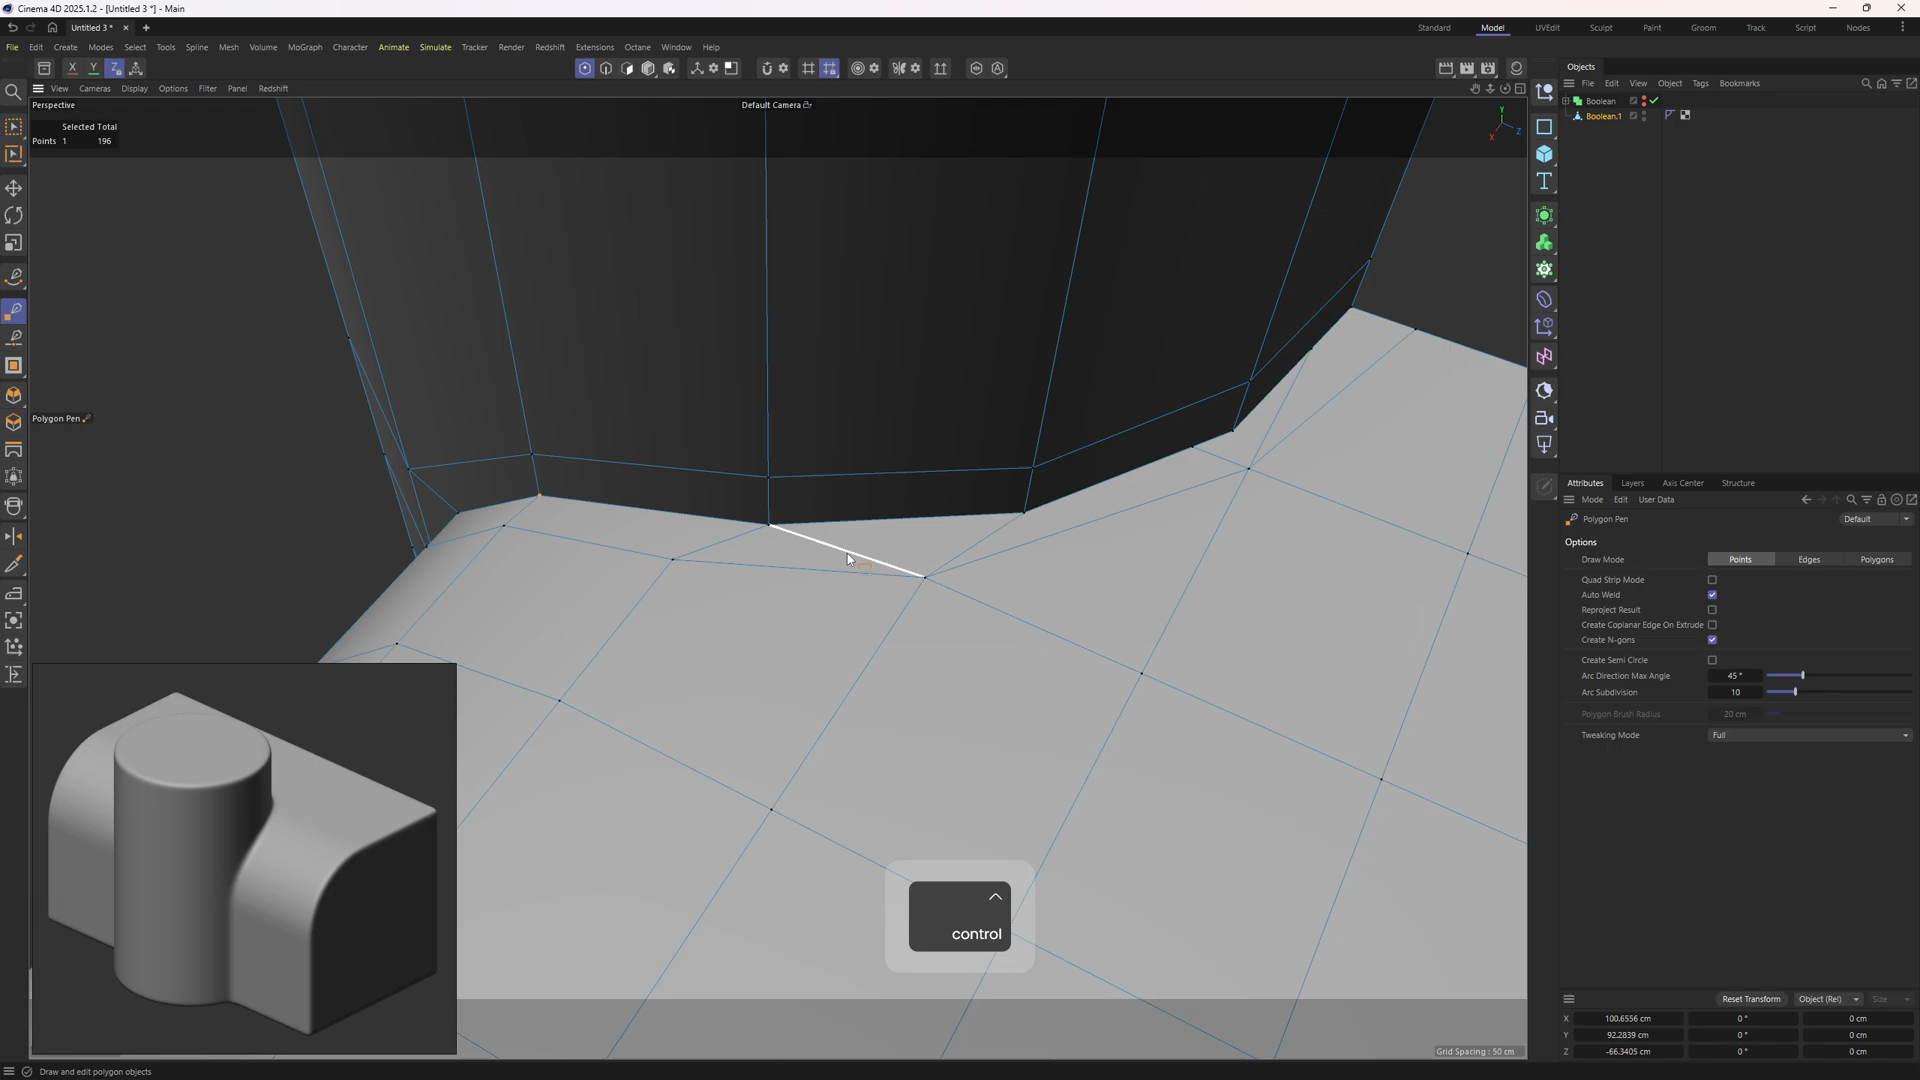 Cinema 4D 2025.1.2 - [Untitled 3 *] - Main
Untitled 3 *
Standard Model UVEdit Sculpt Paint Groom Track Script Nodes
File Edit Create Modes Select Tools Spline Mesh Volume MoGraph Character Animate Simulate Tracker Render Redshift Extensions Octane Window Help
X Y Z
View Cameras Display Options Filter Panel Redshift
Perspective
Default Camera
Selected Total
Points 1 196
Y
X
Z
Polygon Pen
control
Grid Spacing : 50 cm
Draw and edit polygon objects
Objects
File Edit View Object Tags Bookmarks
Boolean
Boolean.1
Attributes Layers Axis Center Structure
Mode Edit User Data
Polygon Pen
Default
Options
Draw Mode Points Edges Polygons
Quad Strip Mode
Auto Weld
Reproject Result
Create Coplanar Edge On Extrude
Create N-gons
Create Semi Circle
Arc Direction Max Angle 45 °
Arc Subdivision 10
Polygon Brush Radius 20 cm
Tweaking Mode Full
Reset Transform Object (Rel) Size
X 100.6556 cm 0 ° 0 cm
Y 92.2839 cm 0 ° 0 cm
Z -66.3405 cm 0 ° 0 cm